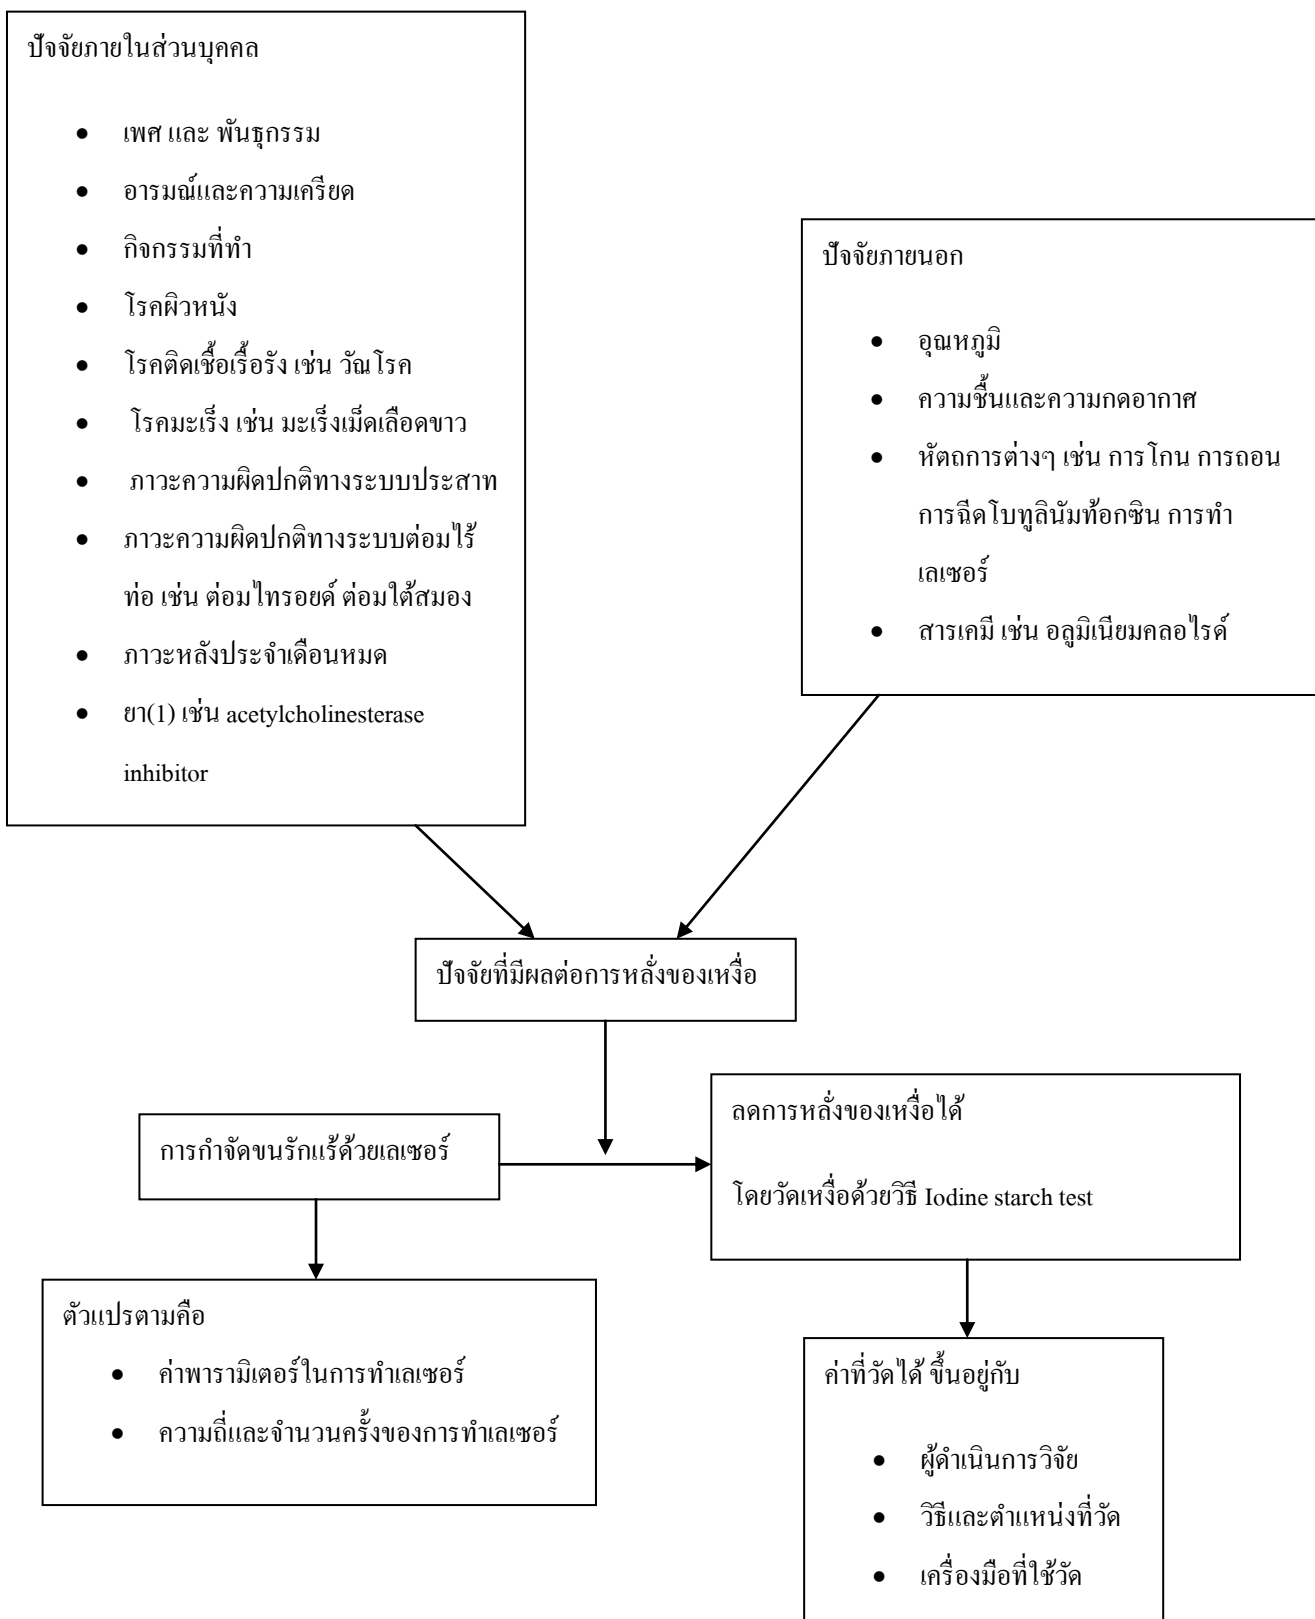 ปัจจัยภายในส่วนบุคคล
• เพศ และ พันธุกรรม
• อารมณ์และความเครียด
• กิจกรรมที่ทำ
• โรคผิวหนัง
• โรคติดเชื้อเรื้อรัง เช่น วัณโรค
• โรคมะเร็ง เช่น มะเร็งเม็ดเลือดขาว
• ภาวะความผิดปกติทางระบบประสาท
• ภาวะความผิดปกติทางระบบต่อมไร้
ท่อ เช่น ต่อมไทรอยด์ ต่อมใต้สมอง
• ภาวะหลังประจำเดือนหมด
• ยา(1) เช่น acetylcholinesterase
inhibitor
ปัจจัยภายนอก
• อุณหภูมิ
• ความชื้นและความกดอากาศ
• หัตถการต่างๆ เช่น การโกน การถอน
การฉีดโบทูลินัมท้อกซิน การทำ
เลเซอร์
• สารเคมี เช่น อลูมิเนียมคลอไรด์
ปัจจัยที่มีผลต่อการหลั่งของเหงื่อ
การกำจัดขนรักแร้ด้วยเลเซอร์
ลดการหลั่งของเหงื่อได้
โดยวัดเหงื่อด้วยวิธี Iodine starch test
ตัวแปรตามคือ
• ค่าพารามิเตอร์ในการทำเลเซอร์
• ความถี่และจำนวนครั้งของการทำเลเซอร์
ค่าที่วัดได้ ขึ้นอยู่กับ
• ผู้ดำเนินการวิจัย
• วิธีและตำแหน่งที่วัด
• เครื่องมือที่ใช้วัด